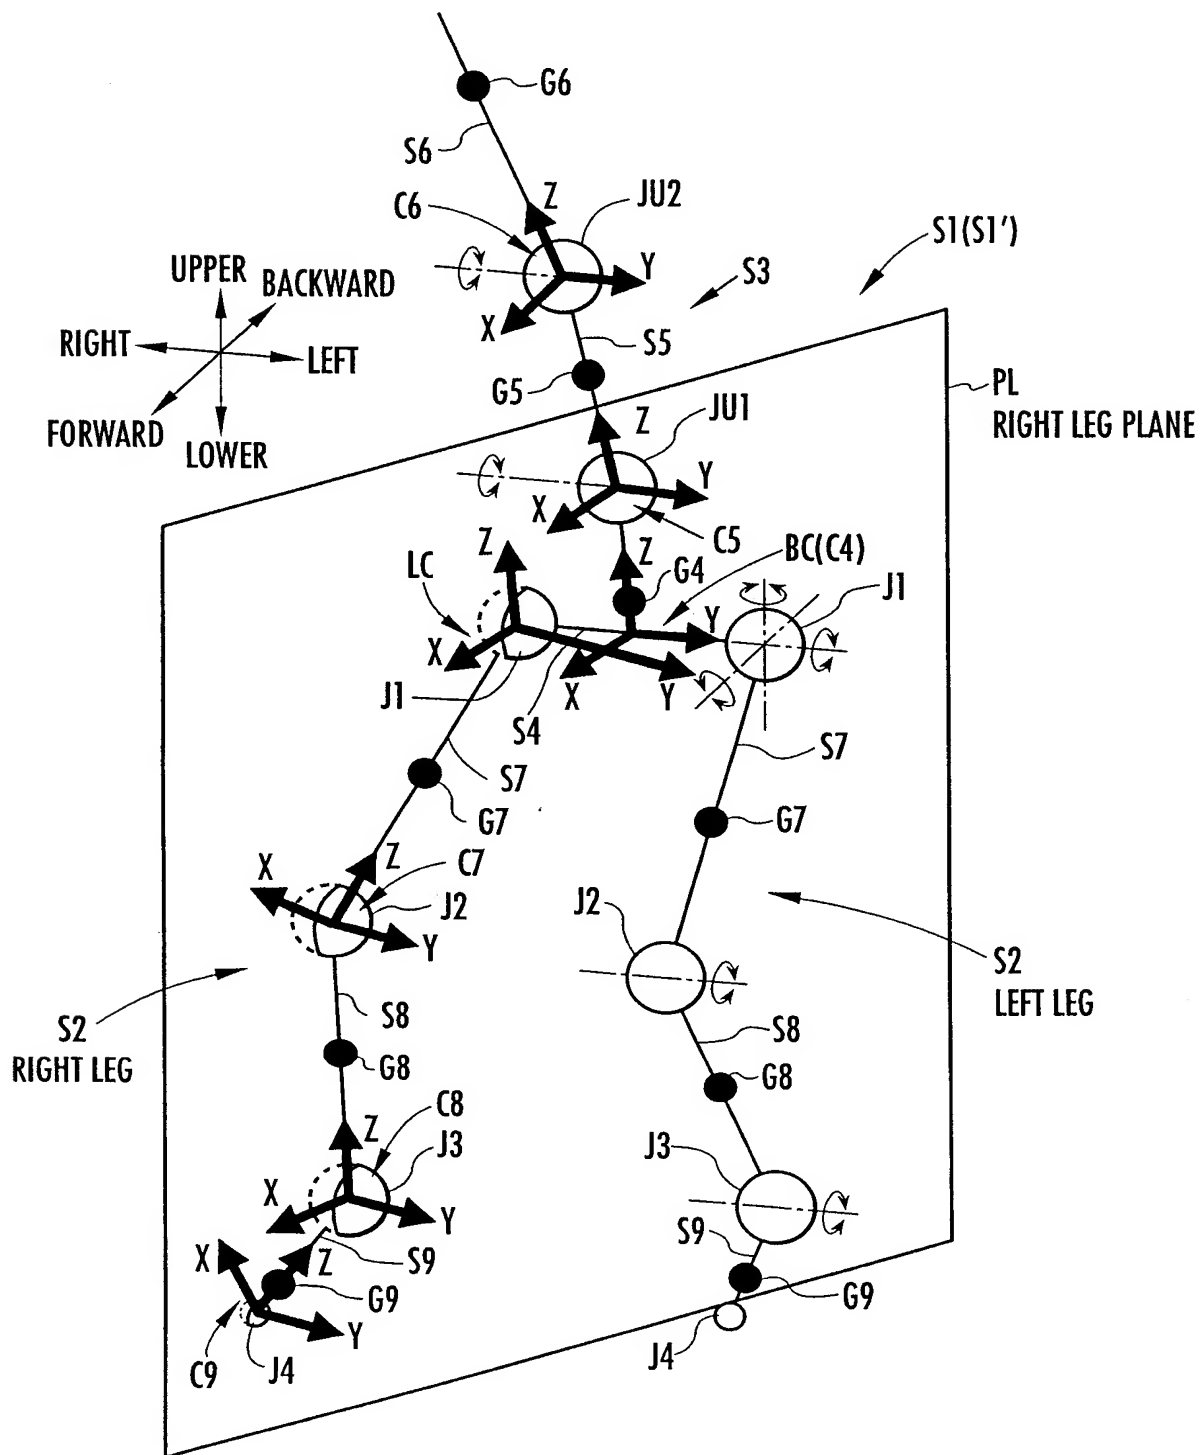 G6
S6
Z
C6
JU2
S1(S1′)
UPPER
BACKWARD
Y
S3
RIGHT
LEFT
X
S5
G5
PL
RIGHT LEG PLANE
FORWARD
LOWER
Z
JU1
Y
X
C5
Z
LC
Z
G4
BC(C4)
J1
Y
X
J1
X
Y
S4
S7
S7
G7
G7
X
Z
C7
J2
J2
Y
S2
LEFT LEG
S8
S2
RIGHT LEG
S8
G8
G8
C8
Z
J3
J3
X
Y
S9
S9
X
Z
G9
G9
Y
C9
J4
J4